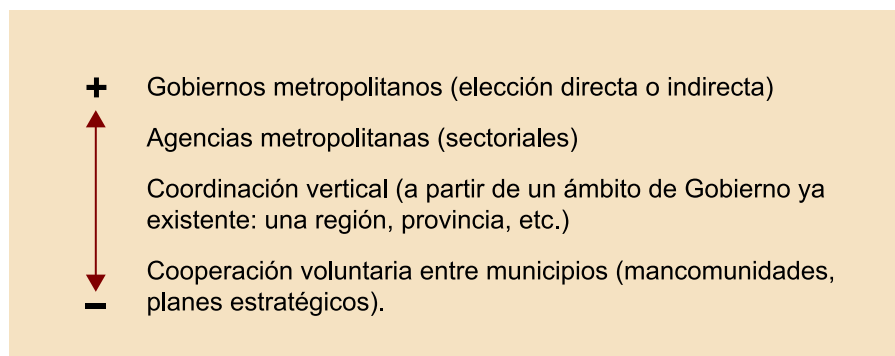 + Gobiernos metropolitanos (elección directa o indirecta)
Agencias metropolitanas (sectoriales)
Coordinación vertical (a partir de un ámbito de Gobierno ya
existente: una región, provincia, etc.)
Cooperación voluntaria entre municipios (mancomunidades,
– planes estratégicos).